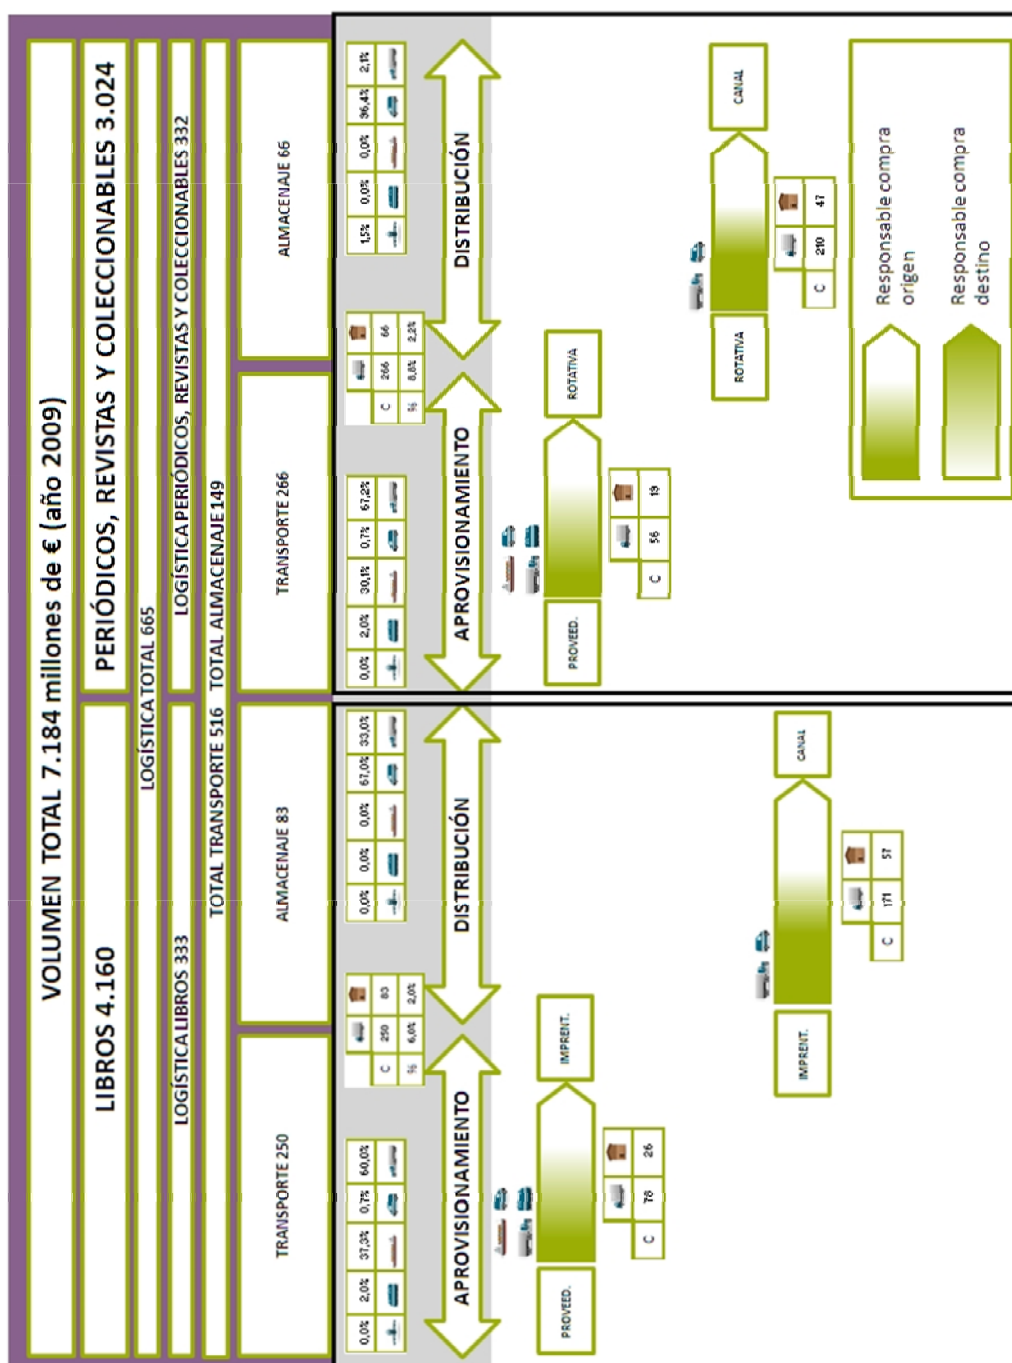 VOLUMEN TOTAL 7.184 millones de € (año 2009)
LIBROS 4.160
PERIÓDICOS, REVISTAS Y COLECCIONABLES 3.024
LOGÍSTICA TOTAL 665
LOGÍSTICA LIBROS 333
LOGÍSTICA PERIÓDICOS, REVISTAS Y COLECCIONABLES 332
TOTAL TRANSPORTE 516 TOTAL ALMACENAJE 149
TRANSPORTE 250
ALMACENAJE 83
TRANSPORTE 266
ALMACENAJE 66
0,0% 2,0% 37,3% 0,7% 60,0%
C 250 83
% 6,0% 2,0%
0,0% 0,0% 0,0% 67,0% 33,0%
0,0% 2,0% 30,1% 0,7% 67,2%
C 266 66
% 8,8% 2,2%
1,5% 0,0% 0,0% 36,4% 2,1%
APROVISIONAMIENTO
DISTRIBUCIÓN
APROVISIONAMIENTO
DISTRIBUCIÓN
PROVEED.
IMPRENT.
C 78 26
IMPRENT.
CANAL
C 171 57
PROVEED.
ROTATIVA
C 56 19
ROTATIVA
CANAL
C 210 47
Responsable compra
origen
Responsable compra
destino